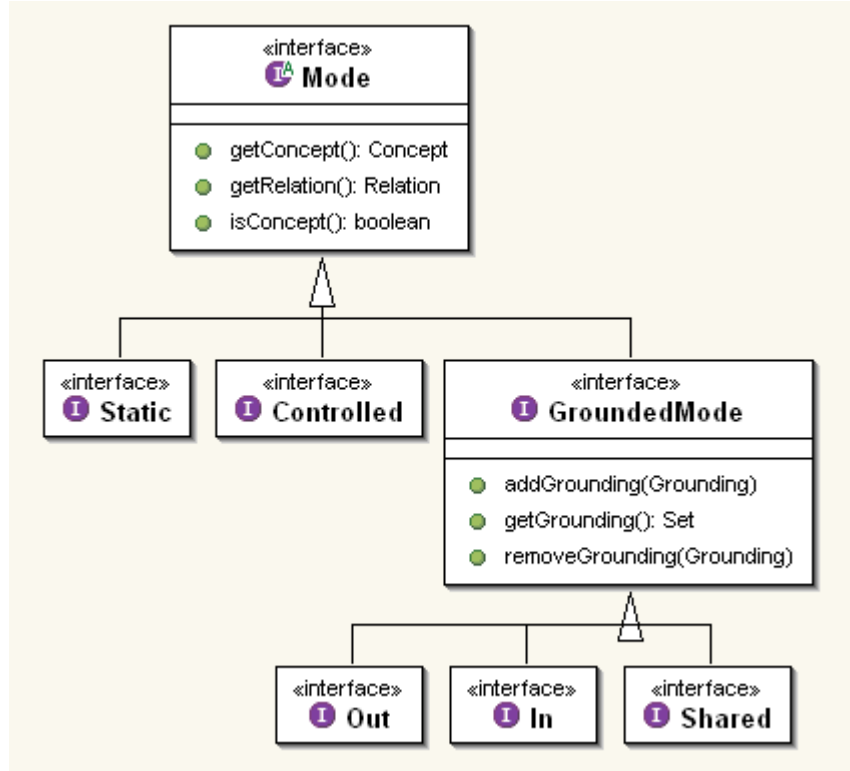 «interface»
Mode
getConcept(): Concept
getRelation(): Relation
isConcept(): boolean
«interface»
Static
«interface»
Controlled
«interface»
GroundedMode
addGrounding(Grounding)
getGrounding(): Set
removeGrounding(Grounding)
«interface»
Out
«interface»
In
«interface»
Shared